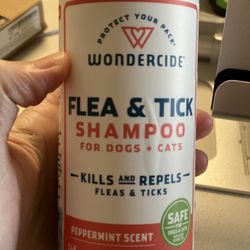 PROTECT YOUR PACK
WONDERCIDE
FLEA & TICK
SHAMPOO
FOR DOGS + CATS
KILLS AND REPELS
FLEAS & TICKS
PEPPERMINT SCENT
SAFE